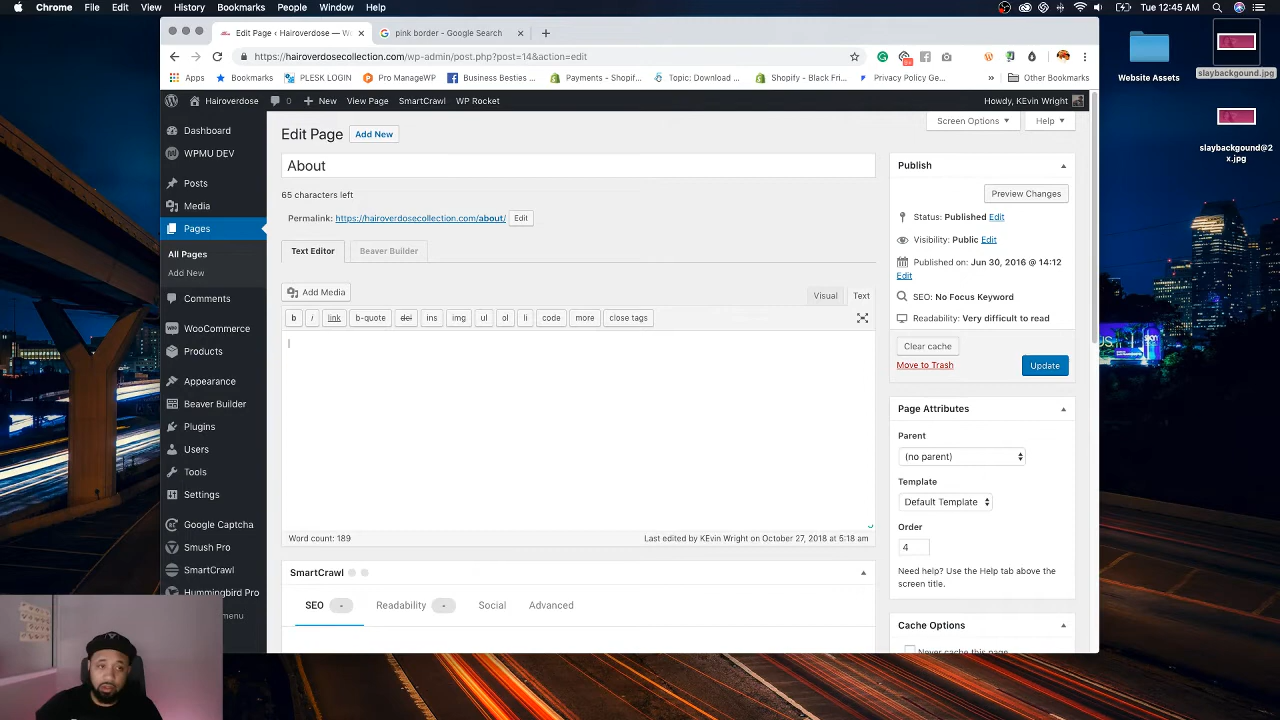 Chrome File Edit View History Bookmarks People Window Help
Tue 12:45 AM
Edit Page ‹ Hairoverdose — Wo
pink border - Google Search
https://hairoverdosecollection.com/wp-admin/post.php?post=14&action=edit
Apps Bookmarks PLESK LOGIN Pro ManageWP Business Besties - ... Payments - Shopif... Topic: Download ... Shopify - Black Fri... Privacy Policy Ge... » Other Bookmarks
Hairoverdose 0 New View Page SmartCrawl WP Rocket Howdy, KEvin Wright
Dashboard
WPMU DEV
Posts
Media
Pages
All Pages
Add New
Comments
WooCommerce
Products
Appearance
Beaver Builder
Plugins
Users
Tools
Settings
Google Captcha
Smush Pro
SmartCrawl
Hummingbird Pro
menu
Screen Options Help
Edit Page Add New
About
65 characters left
Permalink: https://hairoverdosecollection.com/about/ Edit
Text Editor Beaver Builder
Add Media Visual Text
b i link b-quote del ins img ul ol li code more close tags
Word count: 189 Last edited by KEvin Wright on October 27, 2018 at 5:18 am
SmartCrawl
SEO - Readability - Social Advanced
Publish
Preview Changes
Status: Published Edit
Visibility: Public Edit
Published on: Jun 30, 2016 @ 14:12
Edit
SEO: No Focus Keyword
Readability: Very difficult to read
Clear cache
Move to Trash Update
Page Attributes
Parent
(no parent)
Template
Default Template
Order
4
Need help? Use the Help tab above the
screen title.
Cache Options
Never cache this page
Website Assets
slaybackgound.jpg
slaybackgound@2
x.jpg